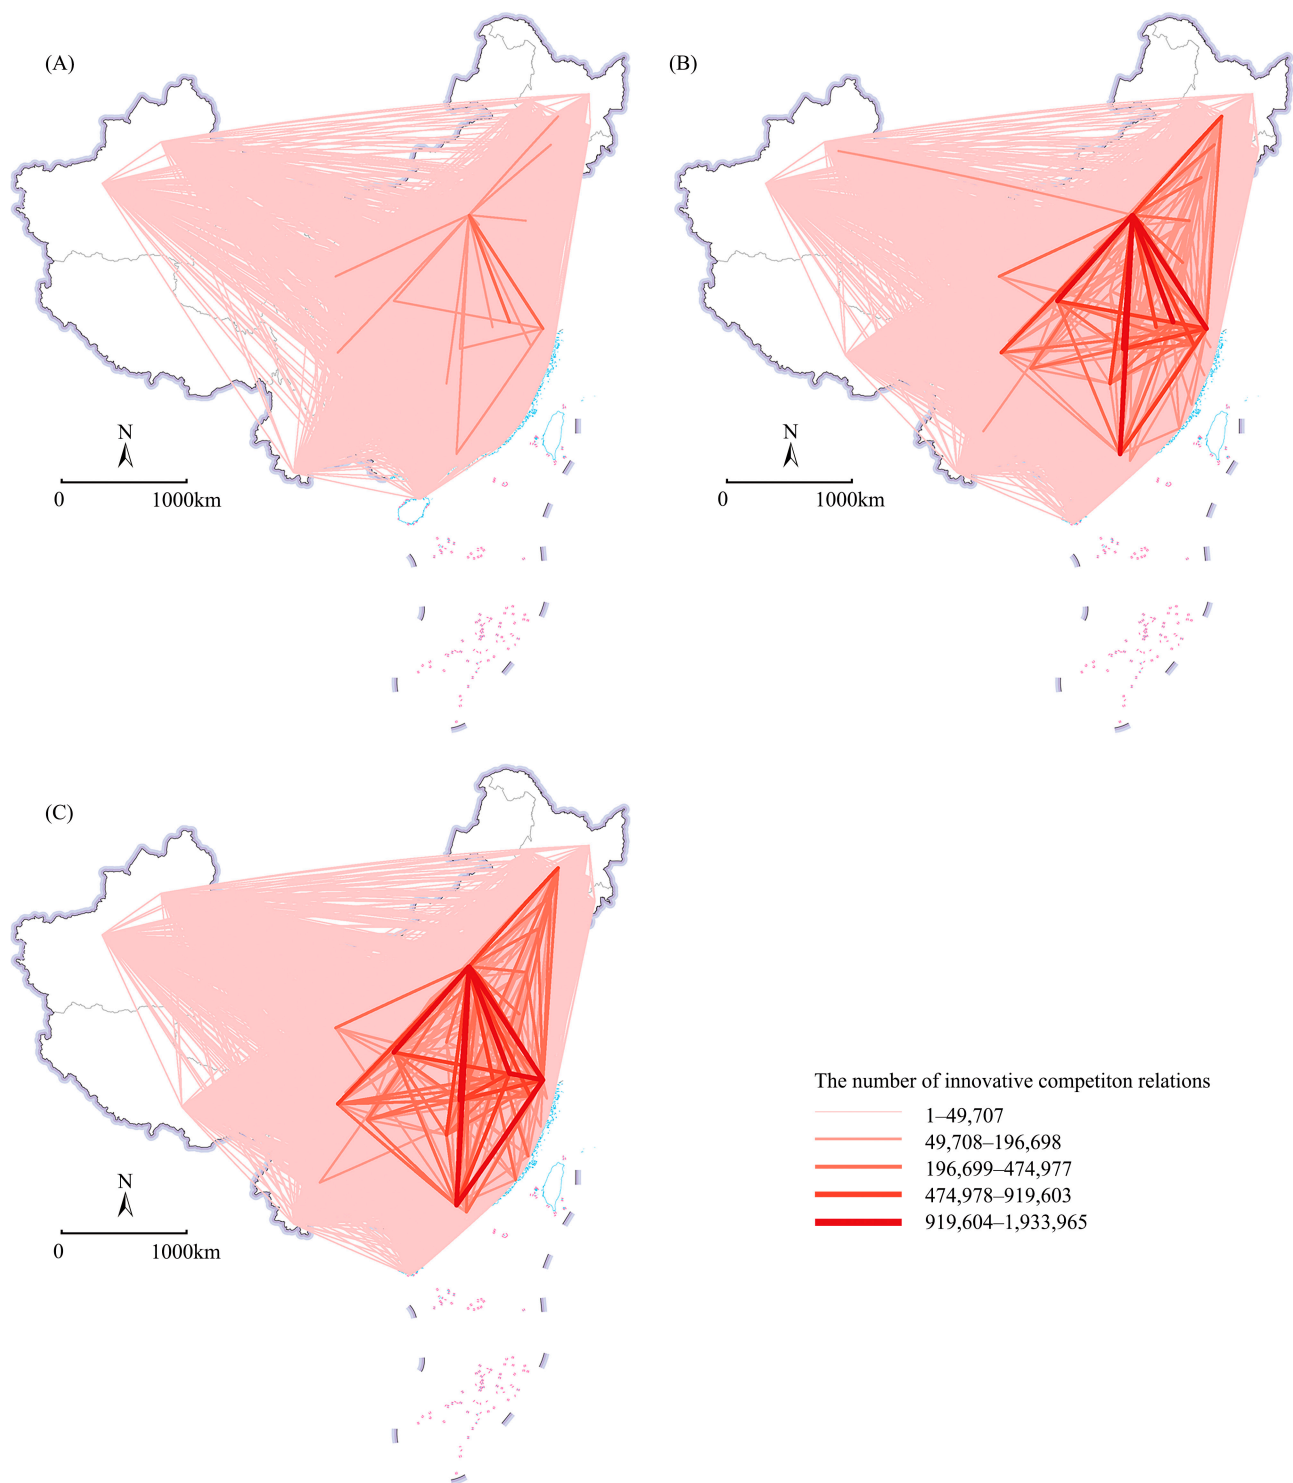 (A)
N
0 1000km
(B)
N
0 1000km
(C)
N
0 1000km
The number of innovative competiton relations
1–49,707
49,708–196,698
196,699–474,977
474,978–919,603
919,604–1,933,965